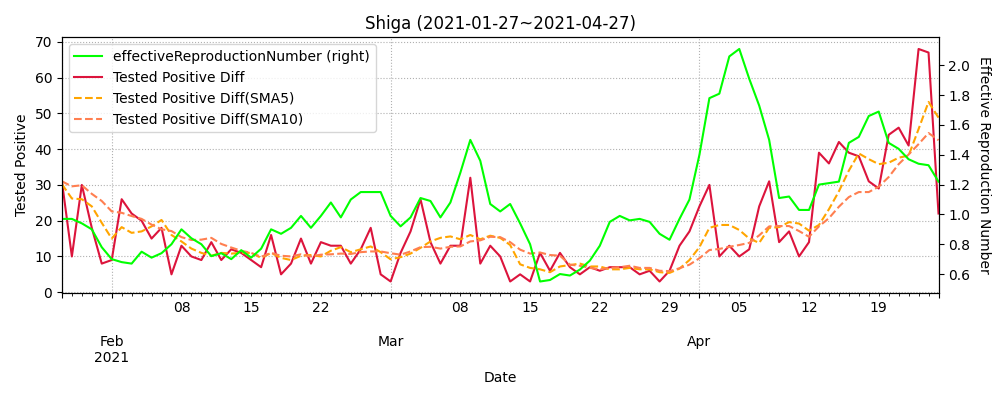 Shiga (2021-01-27~2021-04-27)
effectiveReproductionNumber (right)
Tested Positive Diff
Tested Positive Diff(SMA5)
Tested Positive Diff(SMA10)
Tested Positive
70
60
50
40
30
20
10
0
2.0
1.8
1.6
1.4
1.2
1.0
0.8
0.6
Effective Reproduction Number
08 15 22 08 15 22 29 05 12 19
Feb Mar Apr
2021
Date